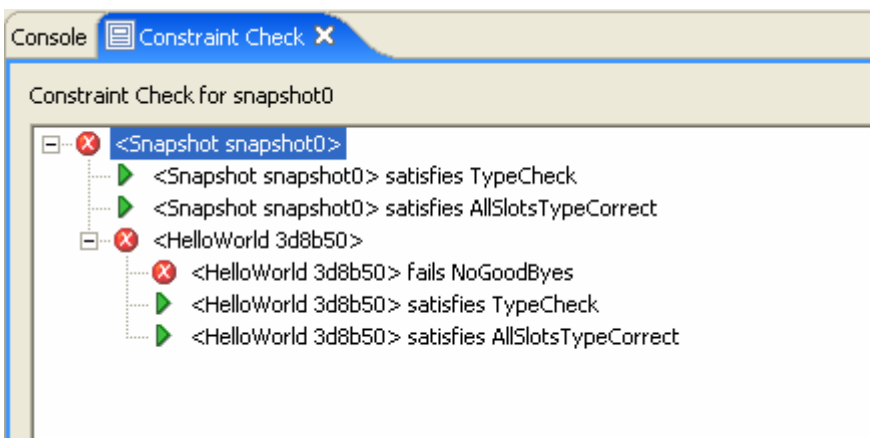 Console Constraint Check
Constraint Check for snapshot0
<Snapshot snapshot0>
<Snapshot snapshot0> satisfies TypeCheck
<Snapshot snapshot0> satisfies AllSlotsTypeCorrect
<HelloWorld 3d8b50>
<HelloWorld 3d8b50> fails NoGoodByes
<HelloWorld 3d8b50> satisfies TypeCheck
<HelloWorld 3d8b50> satisfies AllSlotsTypeCorrect